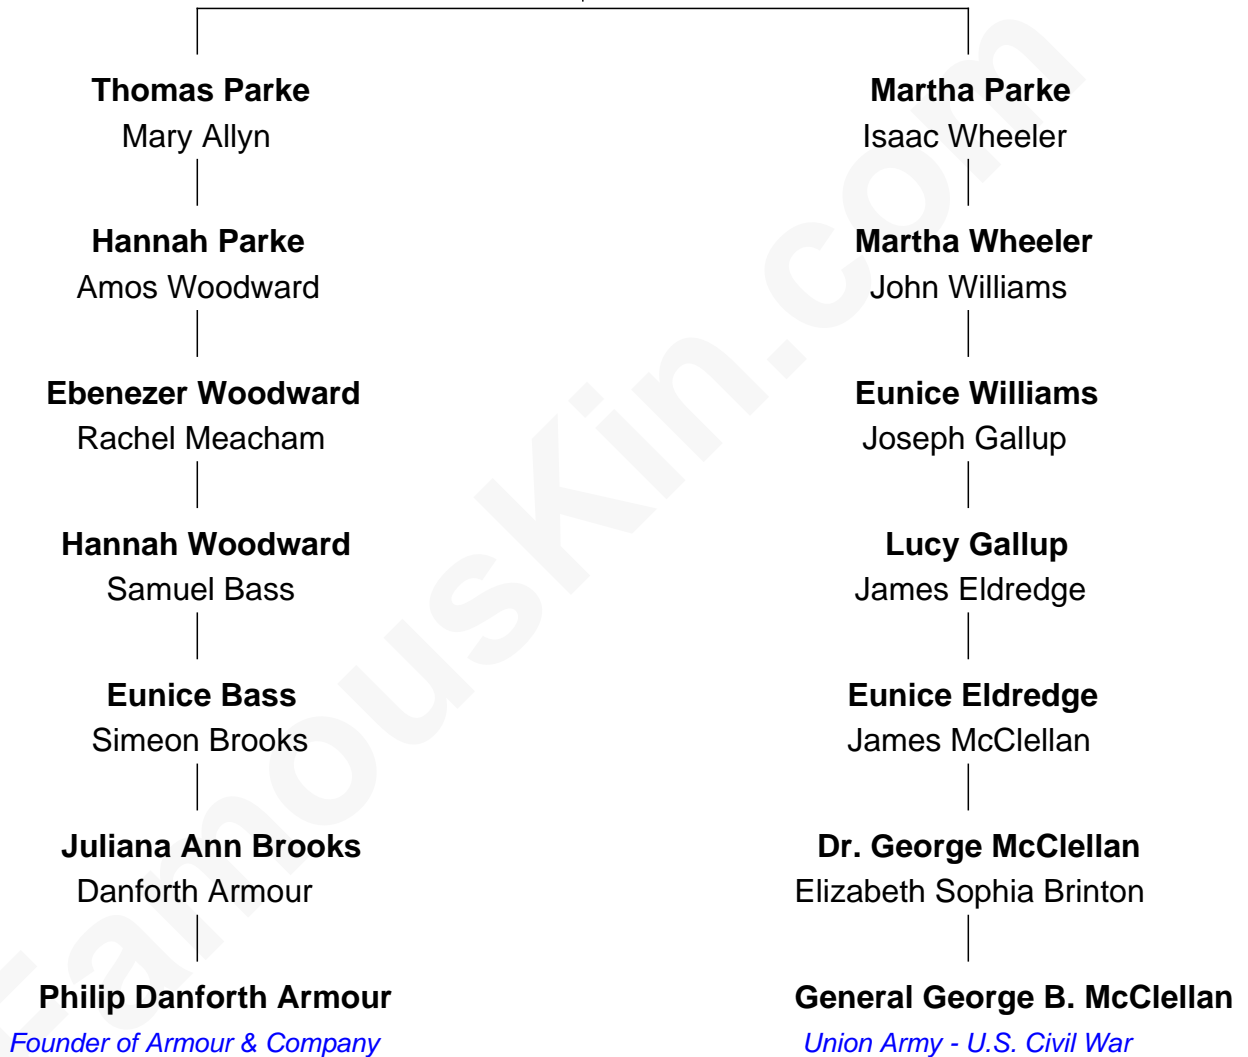 Thomas Parke
Mary Allyn
Hannah Parke
Amos Woodward
Ebenezer Woodward
Rachel Meacham
Hannah Woodward
Samuel Bass
Eunice Bass
Simeon Brooks
Juliana Ann Brooks
Danforth Armour
Philip Danforth Armour
Founder of Armour & Company
Martha Parke
Isaac Wheeler
Martha Wheeler
John Williams
Eunice Williams
Joseph Gallup
Lucy Gallup
James Eldredge
Eunice Eldredge
James McClellan
Dr. George McClellan
Elizabeth Sophia Brinton
General George B. McClellan
Union Army - U.S. Civil War
FamousKin.com